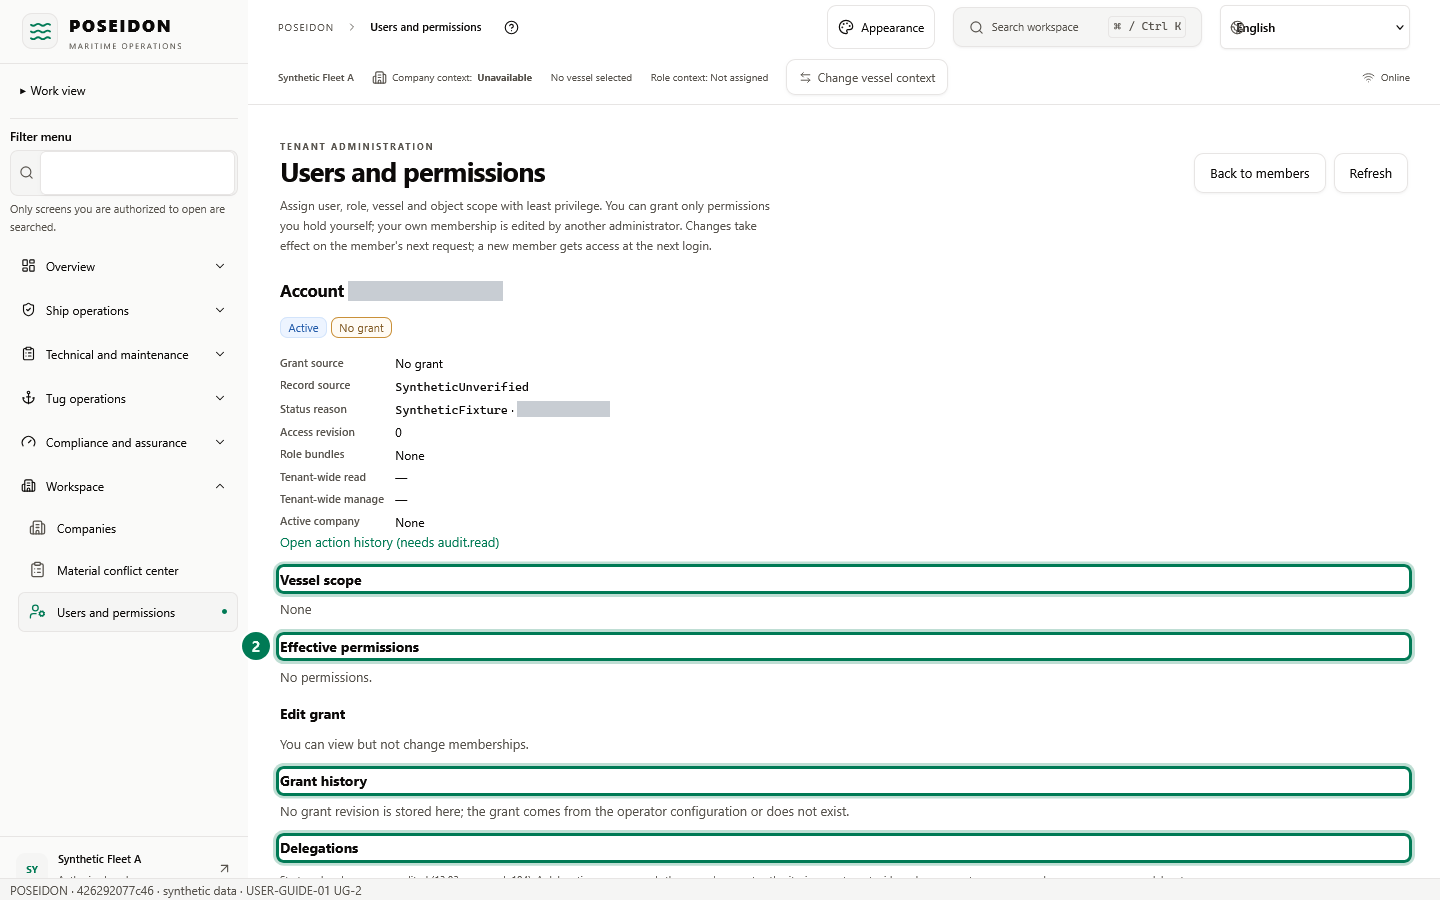 POSEIDON
MARITIME OPERATIONS
Work view
Filter menu
Only screens you are authorized to open are
searched.
Overview
Ship operations
Technical and maintenance
Tug operations
Compliance and assurance
Workspace
Companies
Material conflict center
Users and permissions
SY
Synthetic Fleet A
POSEIDON
Users and permissions
Appearance
Search workspace
⌘ / Ctrl K
English
Synthetic Fleet A
Company context: Unavailable
No vessel selected
Role context: Not assigned
Change vessel context
Online
TENANT ADMINISTRATION
Users and permissions
Back to members
Refresh
Assign user, role, vessel and object scope with least privilege. You can grant only permissions
you hold yourself; your own membership is edited by another administrator. Changes take
effect on the member's next request; a new member gets access at the next login.
Account
Active
No grant
Grant source No grant
Record source SyntheticUnverified
Status reason SyntheticFixture ·
Access revision 0
Role bundles None
Tenant-wide read —
Tenant-wide manage —
Active company None
Open action history (needs audit.read)
Vessel scope
None
2
Effective permissions
No permissions.
Edit grant
You can view but not change memberships.
Grant history
No grant revision is stored here; the grant comes from the operator configuration or does not exist.
Delegations
POSEIDON · 426292077c46 · synthetic data · USER-GUIDE-01 UG-2